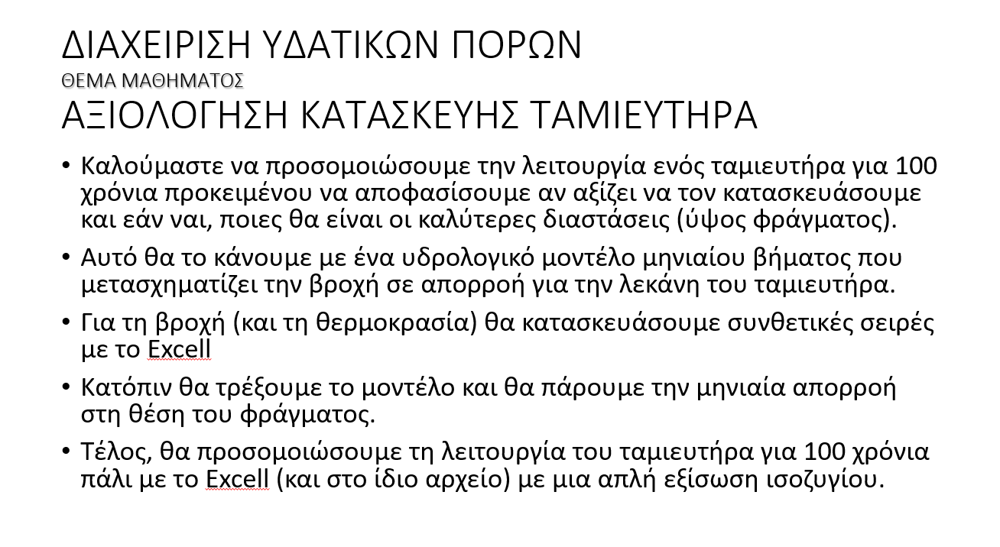 ΔΙΑΧΕΙΡΙΣΗ ΥΔΑΤΙΚΩΝ ΠΟΡΩΝ
ΘΕΜΑ ΜΑΘΗΜΑΤΟΣ
ΑΞΙΟΛΟΓΗΣΗ ΚΑΤΑΣΚΕΥΗΣ ΤΑΜΙΕΥΤΗΡΑ
• Καλούμαστε να προσομοιώσουμε την λειτουργία ενός ταμιευτήρα για 100
χρόνια προκειμένου να αποφασίσουμε αν αξίζει να τον κατασκευάσουμε
και εάν ναι, ποιες θα είναι οι καλύτερες διαστάσεις (ύψος φράγματος).
• Αυτό θα το κάνουμε με ένα υδρολογικό μοντέλο μηνιαίου βήματος που
μετασχηματίζει την βροχή σε απορροή για την λεκάνη του ταμιευτήρα.
• Για τη βροχή (και τη θερμοκρασία) θα κατασκευάσουμε συνθετικές σειρές
με το Excell
• Κατόπιν θα τρέξουμε το μοντέλο και θα πάρουμε την μηνιαία απορροή
στη θέση του φράγματος.
• Τέλος, θα προσομοιώσουμε τη λειτουργία του ταμιευτήρα για 100 χρόνια
πάλι με το Excell (και στο ίδιο αρχείο) με μια απλή εξίσωση ισοζυγίου.